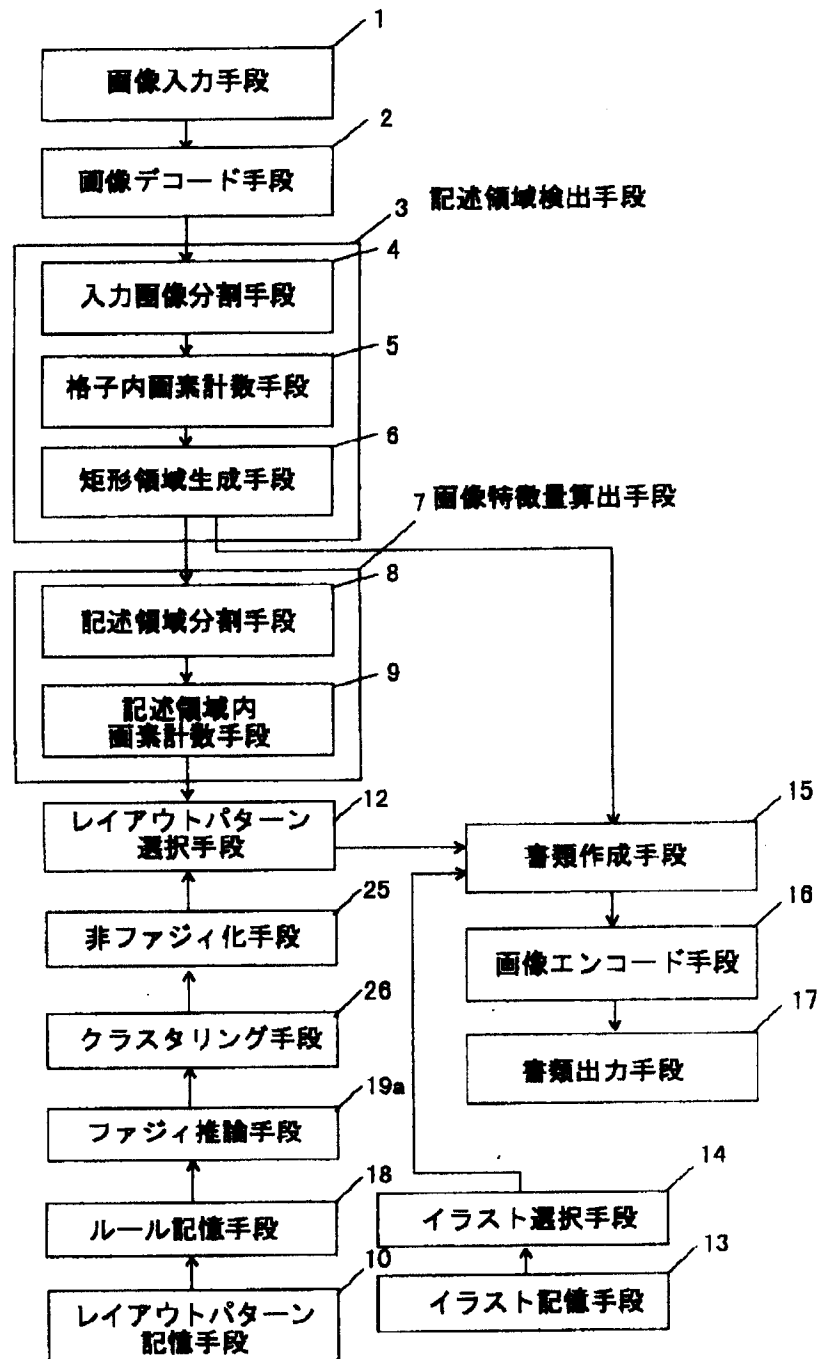 1
画像入力手段
2
画像デコード手段
3 記述領域検出手段
4
入力画像分割手段
5
格子内画素計数手段
6
矩形領域生成手段
7 画像特徴量算出手段
8
記述領域分割手段
9
記述領域内
画素計数手段
12
レイアウトパターン
選択手段
15
書類作成手段
25
非ファジィ化手段
16
画像エンコード手段
26
クラスタリング手段
17
書類出力手段
19a
ファジィ推論手段
14
イラスト選択手段
18
ルール記憶手段
13
イラスト記憶手段
10
レイアウトパターン
記憶手段